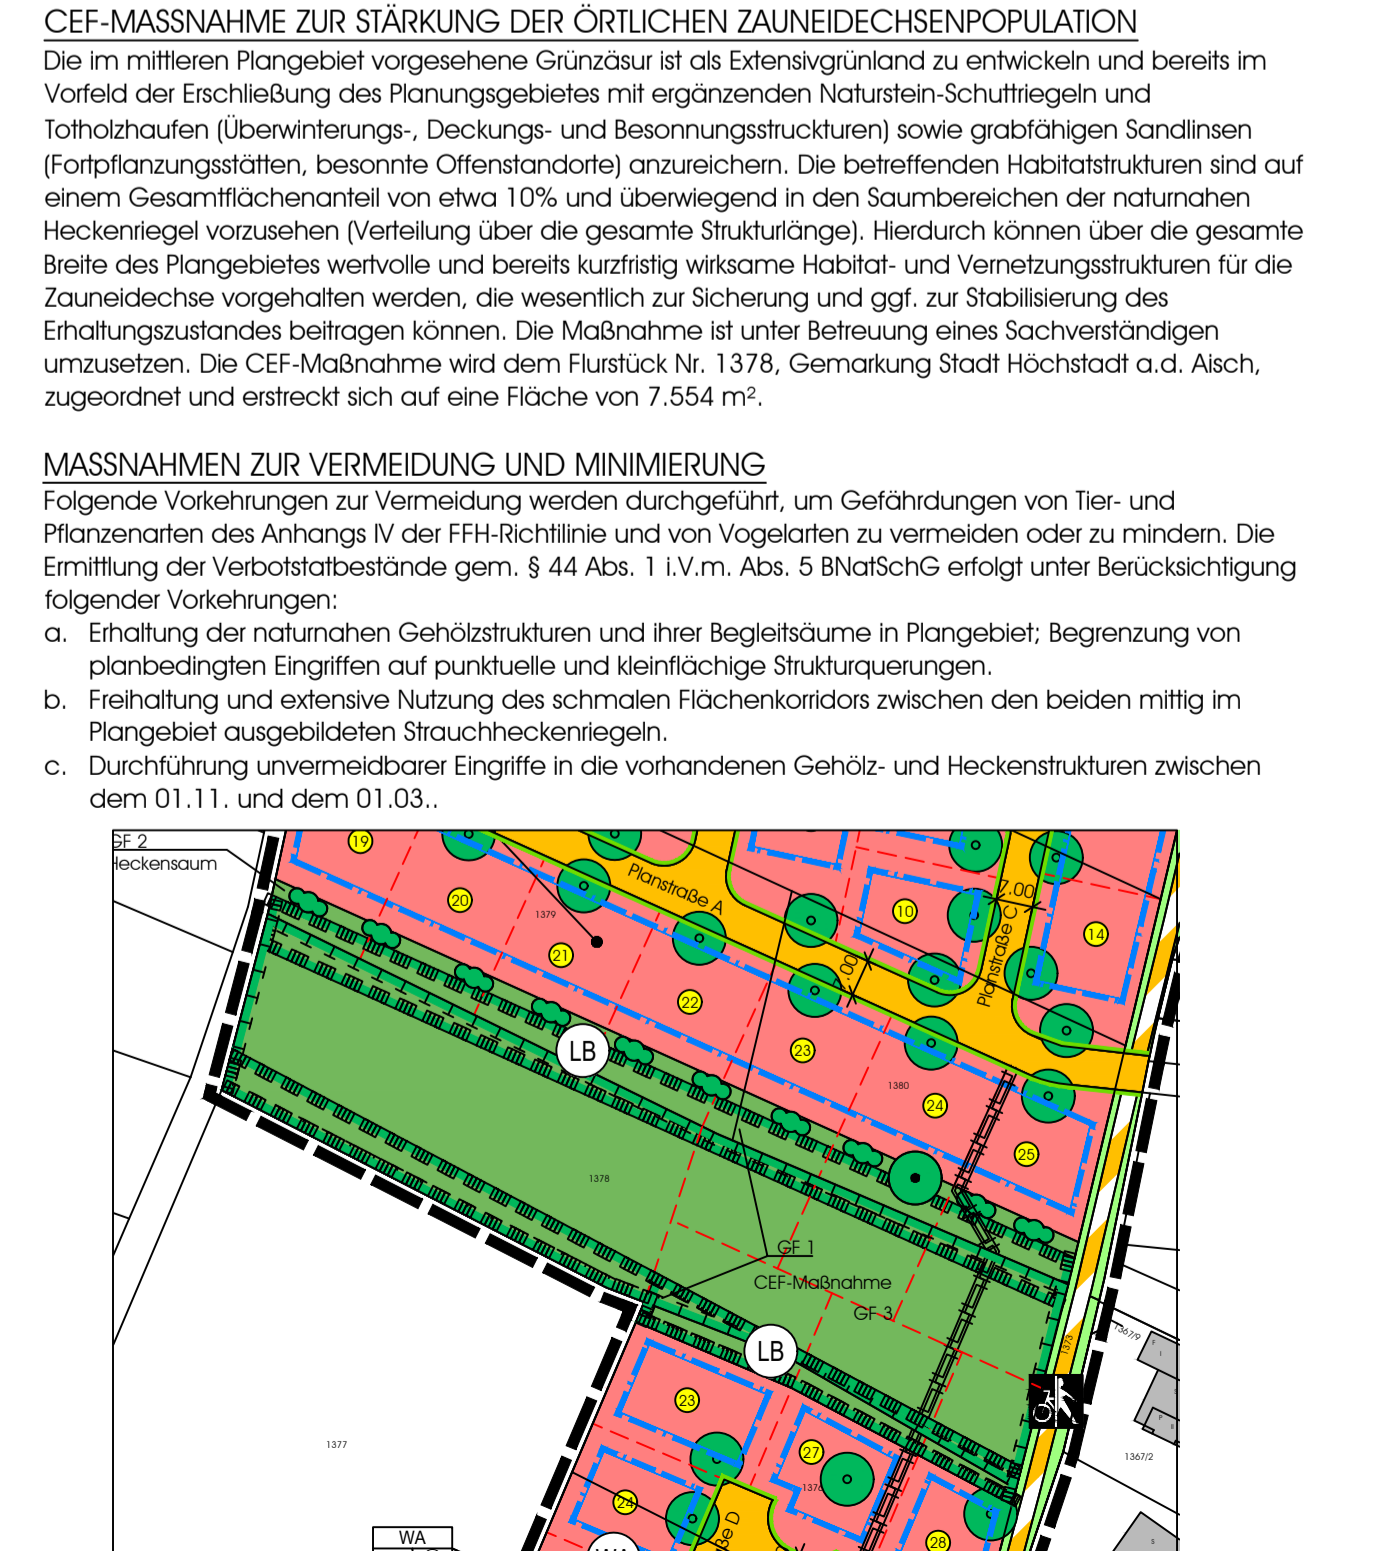 CEF-MASSNAHME ZUR STÄRKUNG DER ÖRTLICHEN ZAUNEIDECHSENPOPULATION
Die im mittleren Plangebiet vorgesehene Grünzäsur ist als Extensivgrünland zu entwickeln und bereits im
Vorfeld der Erschließung des Planungsgebietes mit ergänzenden Naturstein-Schuttriegeln und
Totholzhaufen (Überwinterungs-, Deckungs- und Besonnungsstruckturen) sowie grabfähigen Sandlinsen
(Fortpflanzungsstätten, besonnte Offenstandorte) anzureichern. Die betreffenden Habitatstrukturen sind auf
einem Gesamtflächenanteil von etwa 10% und überwiegend in den Saumbereichen der naturnahen
Heckenriegel vorzusehen (Verteilung über die gesamte Strukturlänge). Hierdurch können über die gesamte
Breite des Plangebietes wertvolle und bereits kurzfristig wirksame Habitat- und Vernetzungsstrukturen für die
Zauneidechse vorgehalten werden, die wesentlich zur Sicherung und ggf. zur Stabilisierung des
Erhaltungszustandes beitragen können. Die Maßnahme ist unter Betreuung eines Sachverständigen
umzusetzen. Die CEF-Maßnahme wird dem Flurstück Nr. 1378, Gemarkung Stadt Höchstadt a.d. Aisch,
zugeordnet und erstreckt sich auf eine Fläche von 7.554 m².
MASSNAHMEN ZUR VERMEIDUNG UND MINIMIERUNG
Folgende Vorkehrungen zur Vermeidung werden durchgeführt, um Gefährdungen von Tier- und
Pflanzenarten des Anhangs IV der FFH-Richtilinie und von Vogelarten zu vermeiden oder zu mindern. Die
Ermittlung der Verbotstatbestände gem. § 44 Abs. 1 i.V.m. Abs. 5 BNatSchG erfolgt unter Berücksichtigung
folgender Vorkehrungen:
a. Erhaltung der naturnahen Gehölzstrukturen und ihrer Begleitsäume in Plangebiet; Begrenzung von
planbedingten Eingriffen auf punktuelle und kleinflächige Strukturquerungen.
b. Freihaltung und extensive Nutzung des schmalen Flächenkorridors zwischen den beiden mittig im
Plangebiet ausgebildeten Strauchheckenriegeln.
c. Durchführung unvermeidbarer Eingriffe in die vorhandenen Gehölz- und Heckenstrukturen zwischen
dem 01.11. und dem 01.03..
GF 2
Heckensaum
19
20
1379
21
Planstraße A
22
23
7.00
10
Planstraße C
14
1380
24
25
LB
1378
GF 1
CEF-Maßnahme
GF 3
LB
1373
1367/9
1367/2
1377
23
27
1376
24
28
WA